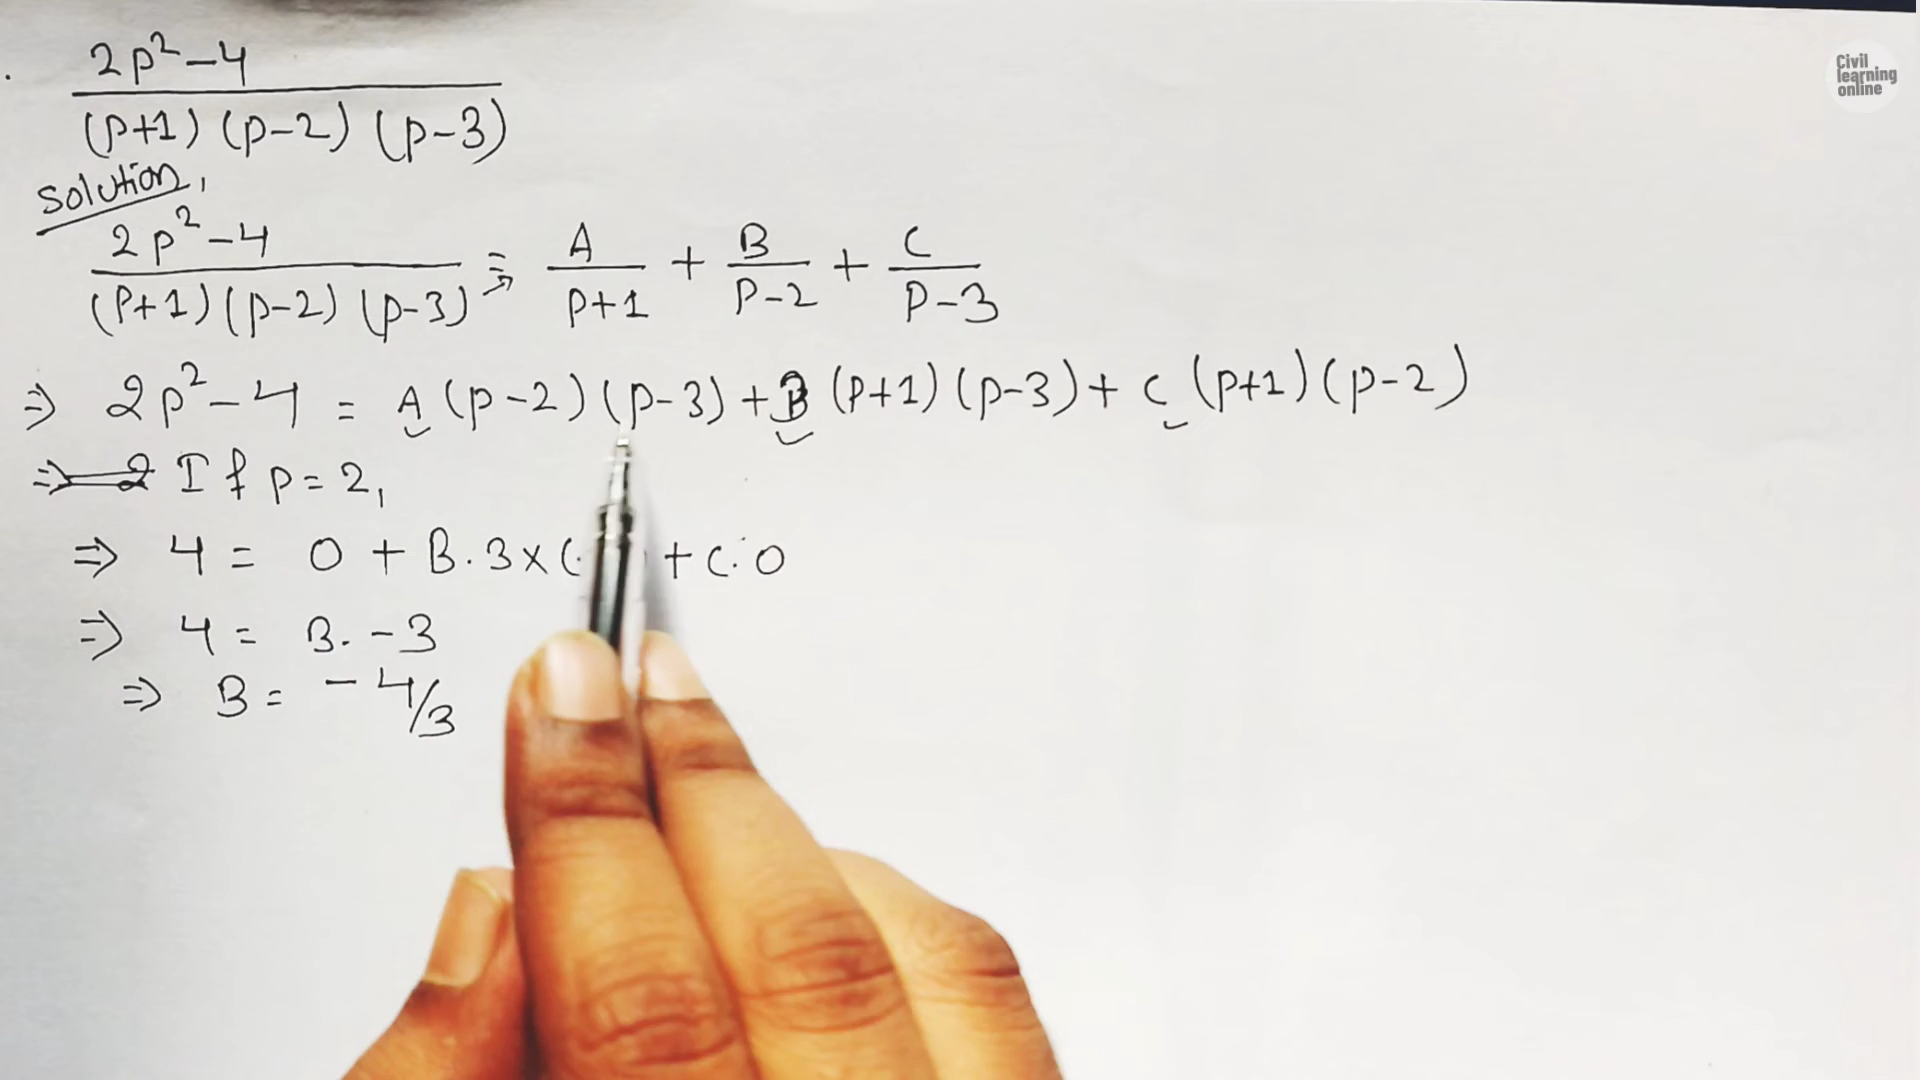 . 2p²-4
(p+1) (p-2) (p-3)
Solution,
2p²-4
(P+1) (p-2) (p-3) => A/p+1 + B/P-2 + C/P-3
=> 2p²-4 = A (p-2) (p-3) + B (P+1) (p-3) + C (p+1) (p-2)
=> 2 If p=2,
=> 4 = 0 + B.3×( + C.0
=> 4 = B. -3
=> B = -4/3
Civil
learning
online